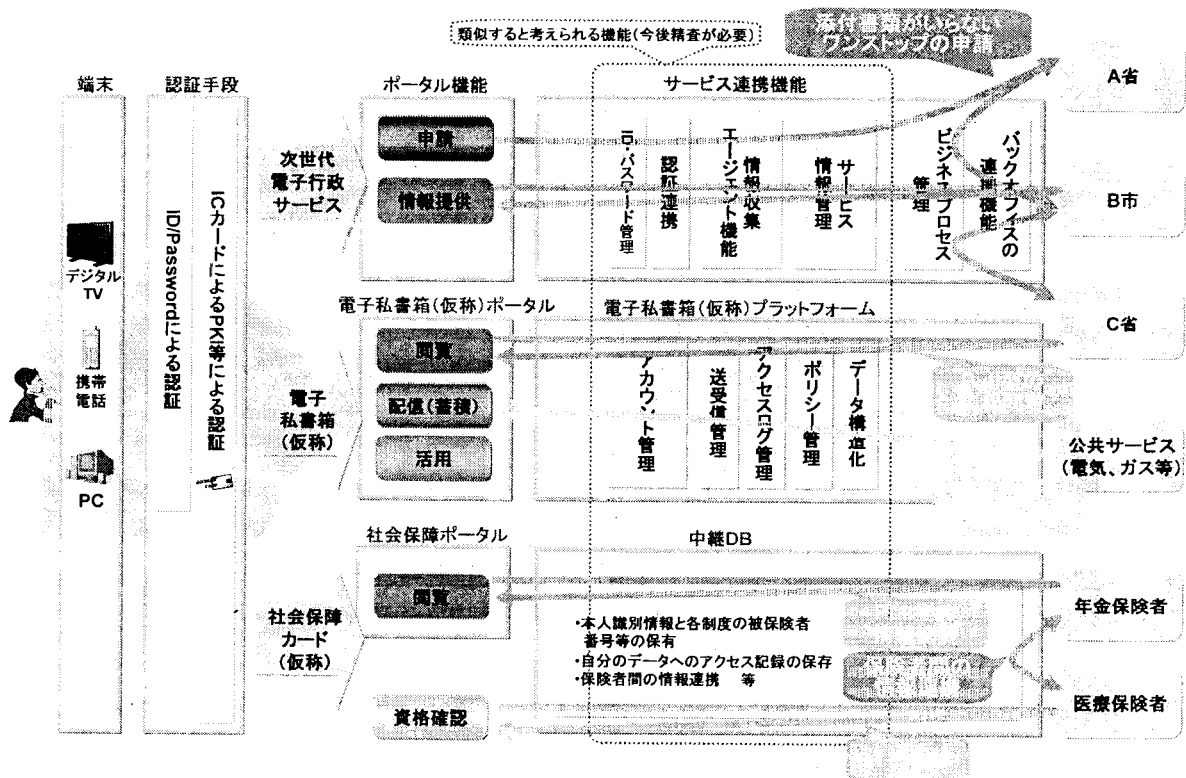 類似すると考えられる機能(今後精査が必要)
添付書類がいらない
ワンストップの申請
端末
認証手段
ポータル機能
サービス連携機能
A省
次世代
電子行政
サービス
申請
情報提供
ID・パスワード管理
認証連携
情報収集
エージェント機能
サービス
情報管理
ビジネスプロセス
管理
バックオフィスの
連携機能
B市
ICカードによるPKI等による認証
ID/Passwordによる認証
デジタル
TV
携帯
電話
PC
電子私書箱(仮称)ポータル
電子私書箱(仮称)プラットフォーム
C省
電子
私書箱
(仮称)
閲覧
配信(蓄積)
活用
アカウント管理
送受信管理
アクセスログ管理
ポリシー管理
データ構造化
公共サービス
(電気、ガス等)
社会保障ポータル
中継DB
社会保障
カード
(仮称)
閲覧
・本人識別情報と各制度の被保険者
番号等の保有
・自分のデータへのアクセス記録の保存
・保険者間の情報連携 等
保険者間の
情報連携
年金保険者
資格確認
医療保険者